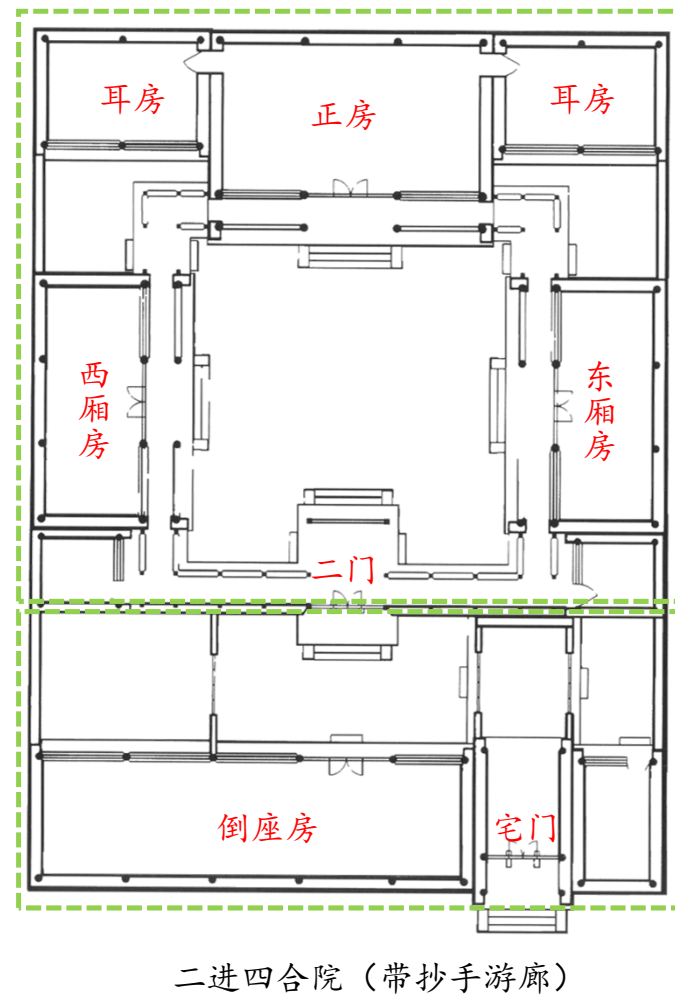 耳房
正房
耳房
西厢房
东厢房
二门
倒座房
宅门
二进四合院（带抄手游廊）